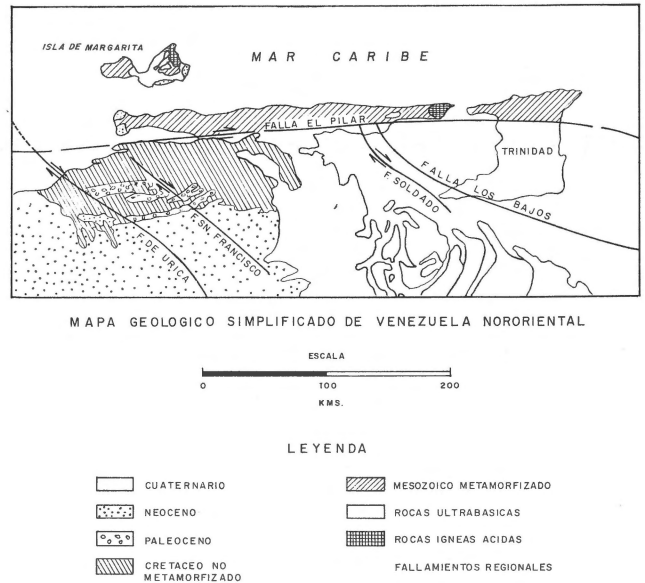 ISLA DE MARGARITA
MAR CARIBE
FALLA EL PILAR
TRINIDAD
FALLA LOS BAJOS
F. SOLDADO
F. SN FRANCISCO
DE URICA
MAPA GEOLOGICO SIMPLIFICADO DE VENEZUELA NORORIENTAL
ESCALA
0 100 200
KMS.
LEYENDA
CUATERNARIO
NEOCENO
PALEOCENO
CRETACEO NO
METAMORFIZADO
MESOZOICO METAMORFIZADO
ROCAS ULTRABASICAS
ROCAS IGNEAS ACIDAS
FALLAMIENTOS REGIONALES